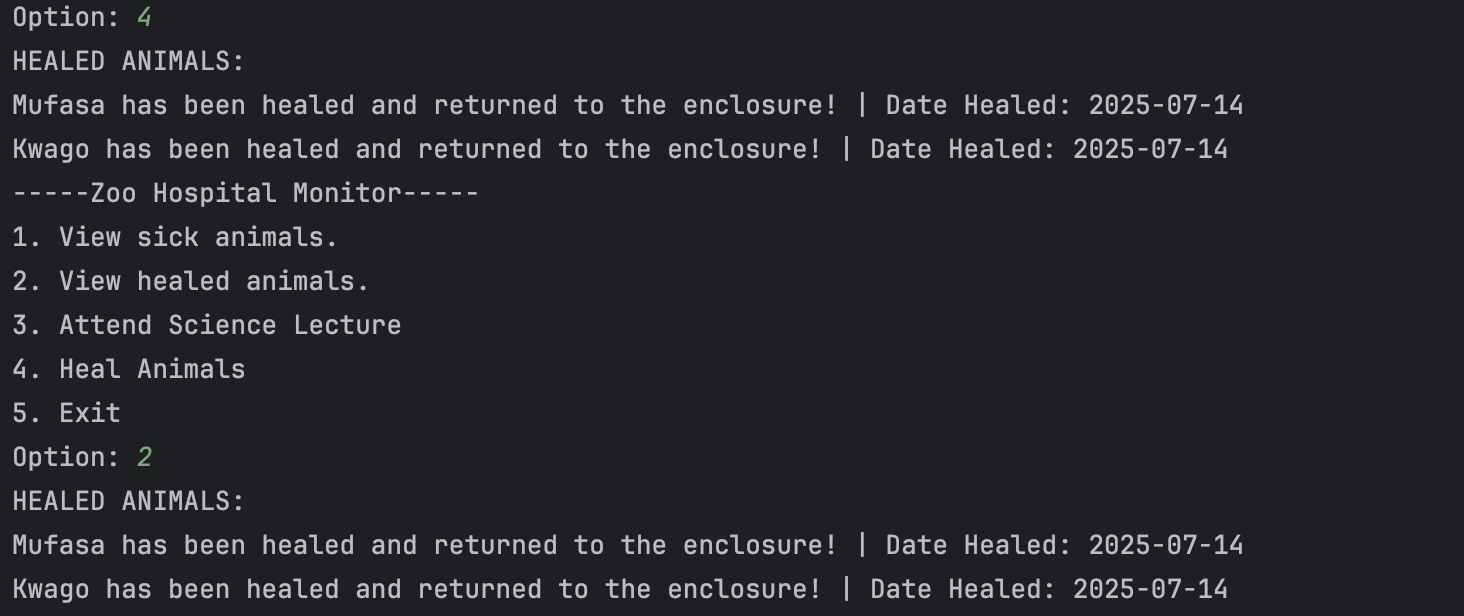 Option: 4
HEALED ANIMALS:
Mufasa has been healed and returned to the enclosure! | Date Healed: 2025-07-14
Kwago has been healed and returned to the enclosure! | Date Healed: 2025-07-14
-----Zoo Hospital Monitor-----
1. View sick animals.
2. View healed animals.
3. Attend Science Lecture
4. Heal Animals
5. Exit
Option: 2
HEALED ANIMALS:
Mufasa has been healed and returned to the enclosure! | Date Healed: 2025-07-14
Kwago has been healed and returned to the enclosure! | Date Healed: 2025-07-14